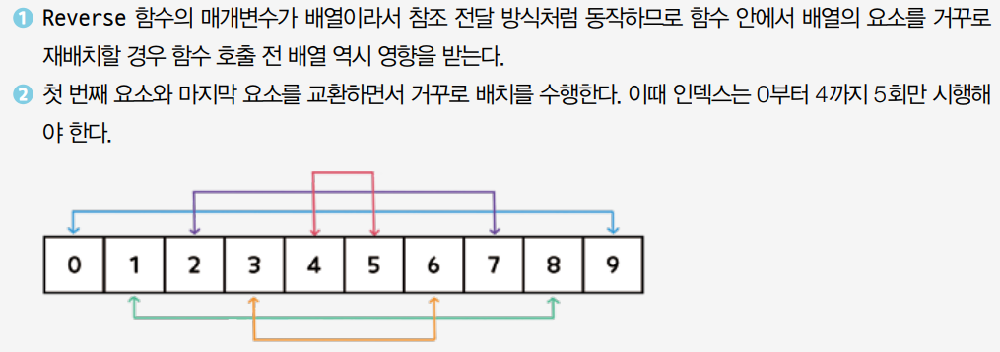 ❶ Reverse 함수의 매개변수가 배열이라서 참조 전달 방식처럼 동작하므로 함수 안에서 배열의 요소를 거꾸로
재배치할 경우 함수 호출 전 배열 역시 영향을 받는다.
❷ 첫 번째 요소와 마지막 요소를 교환하면서 거꾸로 배치를 수행한다. 이때 인덱스는 0부터 4까지 5회만 시행해
야 한다.
0 1 2 3 4 5 6 7 8 9